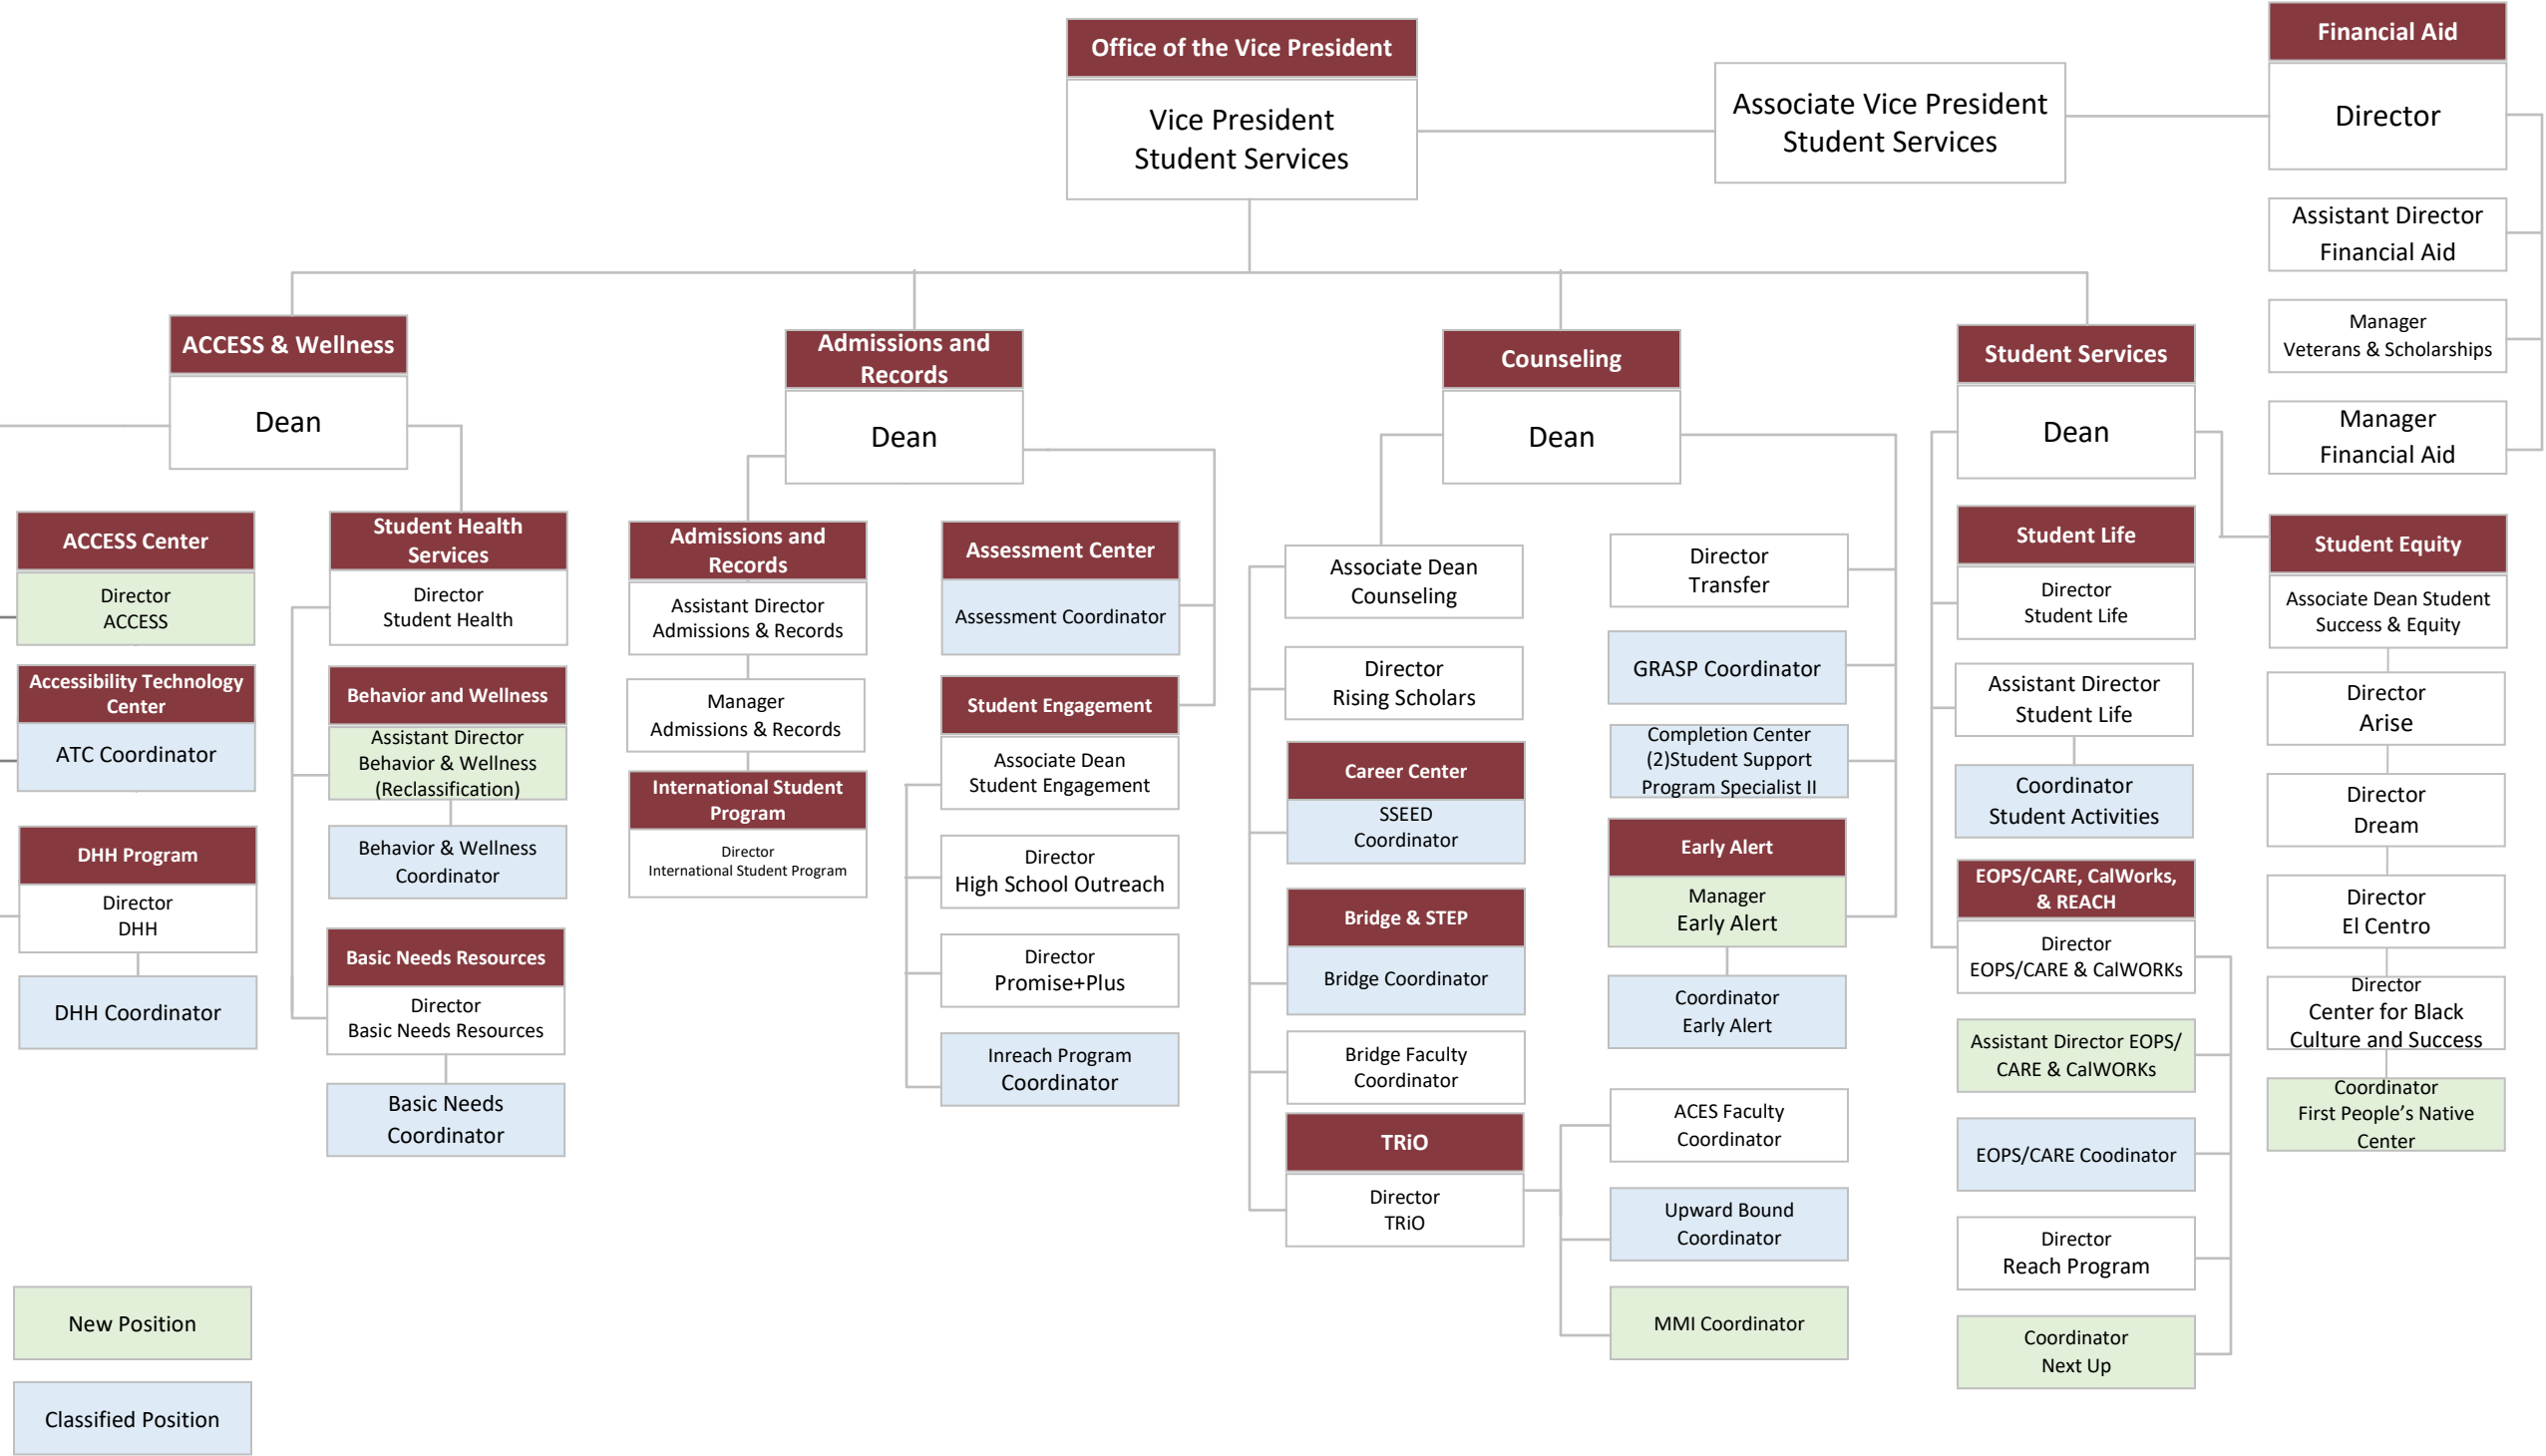 Office of the Vice President
Vice President
Student Services
Associate Vice President
Student Services
Financial Aid
Director
Assistant Director
Financial Aid
Manager
Veterans & Scholarships
Manager
Financial Aid
ACCESS & Wellness
Dean
ACCESS Center
Director
ACCESS
Accessibility Technology
Center
ATC Coordinator
DHH Program
Director
DHH
DHH Coordinator
Student Health
Services
Director
Student Health
Behavior and Wellness
Assistant Director
Behavior & Wellness
(Reclassification)
Behavior & Wellness
Coordinator
Basic Needs Resources
Director
Basic Needs Resources
Basic Needs
Coordinator
Admissions and
Records
Dean
Admissions and
Records
Assistant Director
Admissions & Records
Manager
Admissions & Records
International Student
Program
Director
International Student Program
Assessment Center
Assessment Coordinator
Student Engagement
Associate Dean
Student Engagement
Director
High School Outreach
Director
Promise+Plus
Inreach Program
Coordinator
Counseling
Dean
Associate Dean
Counseling
Director
Rising Scholars
Career Center
SSEED
Coordinator
Bridge & STEP
Bridge Coordinator
Bridge Faculty
Coordinator
TRiO
Director
TRiO
Director
Transfer
GRASP Coordinator
Completion Center
(2)Student Support
Program Specialist II
Early Alert
Manager
Early Alert
Coordinator
Early Alert
ACES Faculty
Coordinator
Upward Bound
Coordinator
MMI Coordinator
Student Services
Dean
Student Life
Director
Student Life
Assistant Director
Student Life
Coordinator
Student Activities
EOPS/CARE, CalWorks,
& REACH
Director
EOPS/CARE & CalWORKs
Assistant Director EOPS/
CARE & CalWORKs
EOPS/CARE Coodinator
Director
Reach Program
Coordinator
Next Up
Student Equity
Associate Dean Student
Success & Equity
Director
Arise
Director
Dream
Director
El Centro
Director
Center for Black
Culture and Success
Coordinator
First People’s Native
Center
New Position
Classified Position